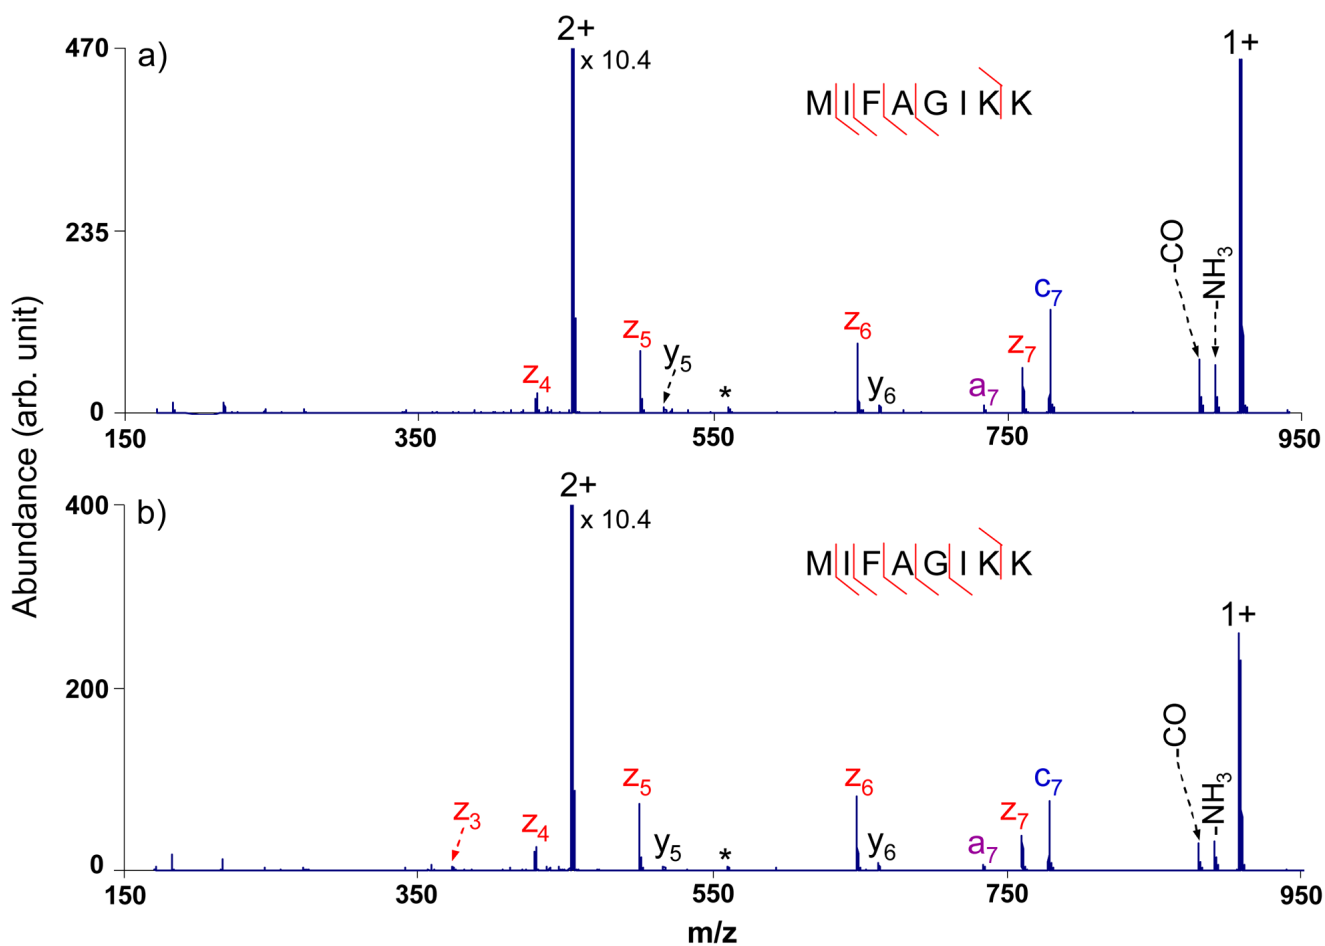 2+
470
a)
x 10.4
1+
MIFAGIKK
235
CO
NH3
c7
z5
z6
z7
y5
z4
*
y6
a7
0
150
350
550
750
950
Abundance (arb. unit)
2+
400
b)
x 10.4
MIFAGIKK
1+
200
CO
NH3
z5
z6
c7
z3
z4
z7
y5
*
y6
a7
0
150
350
550
750
950
m/z